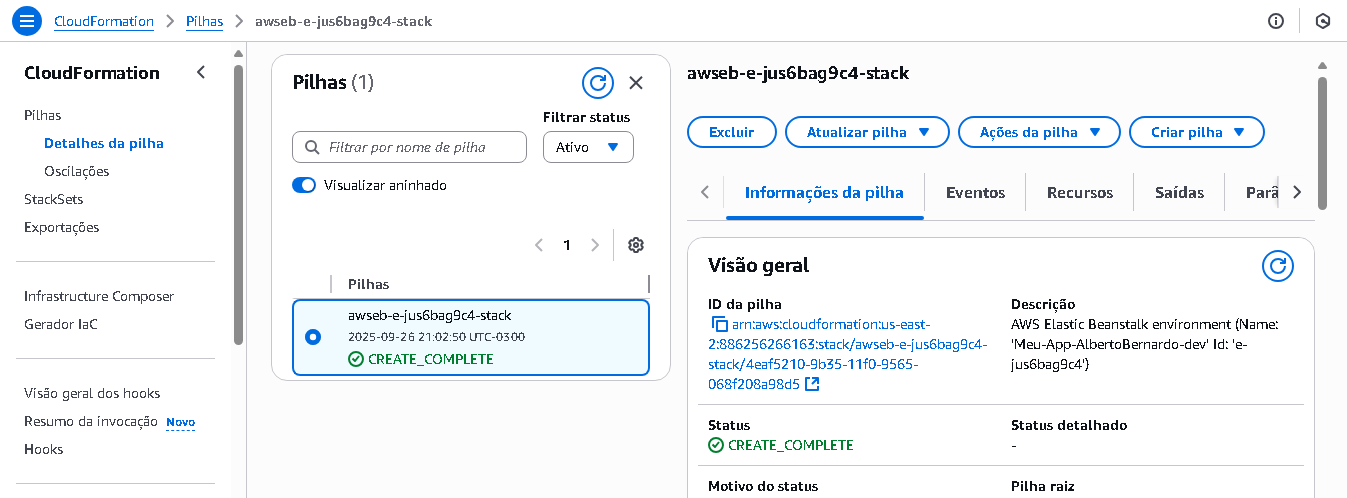 CloudFormation > Pilhas > awseb-e-jus6bag9c4-stack
CloudFormation
Pilhas
Detalhes da pilha
Oscilações
StackSets
Exportações
Infrastructure Composer
Gerador IaC
Visão geral dos hooks
Resumo da invocação Novo
Hooks
Pilhas (1)
Filtrar status
Filtrar por nome de pilha
Ativo
Visualizar aninhado
1
Pilhas
awseb-e-jus6bag9c4-stack
2025-09-26 21:02:50 UTC-0300
CREATE_COMPLETE
awseb-e-jus6bag9c4-stack
Excluir
Atualizar pilha
Ações da pilha
Criar pilha
Informações da pilha
Eventos
Recursos
Saídas
Parâ
Visão geral
ID da pilha
arn:aws:cloudformation:us-east-
2:886256266163:stack/awseb-e-jus6bag9c4-
stack/4eaf5210-9b35-11f0-9565-
068f208a98d5
Descrição
AWS Elastic Beanstalk environment (Name:
'Meu-App-AlbertoBernardo-dev' Id: 'e-
jus6bag9c4')
Status
CREATE_COMPLETE
Status detalhado
-
Motivo do status
Pilha raiz